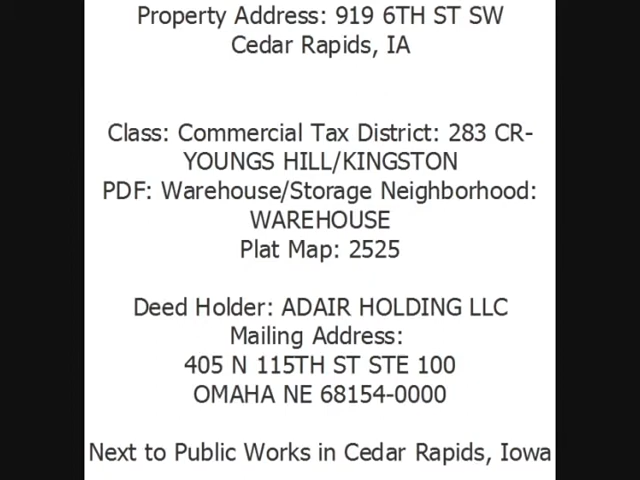 Property Address: 919 6TH ST SW
Cedar Rapids, IA
Class: Commercial Tax District: 283 CR-
YOUNGS HILL/KINGSTON
PDF: Warehouse/Storage Neighborhood:
WAREHOUSE
Plat Map: 2525
Deed Holder: ADAIR HOLDING LLC
Mailing Address:
405 N 115TH ST STE 100
OMAHA NE 68154-0000
Next to Public Works in Cedar Rapids, Iowa